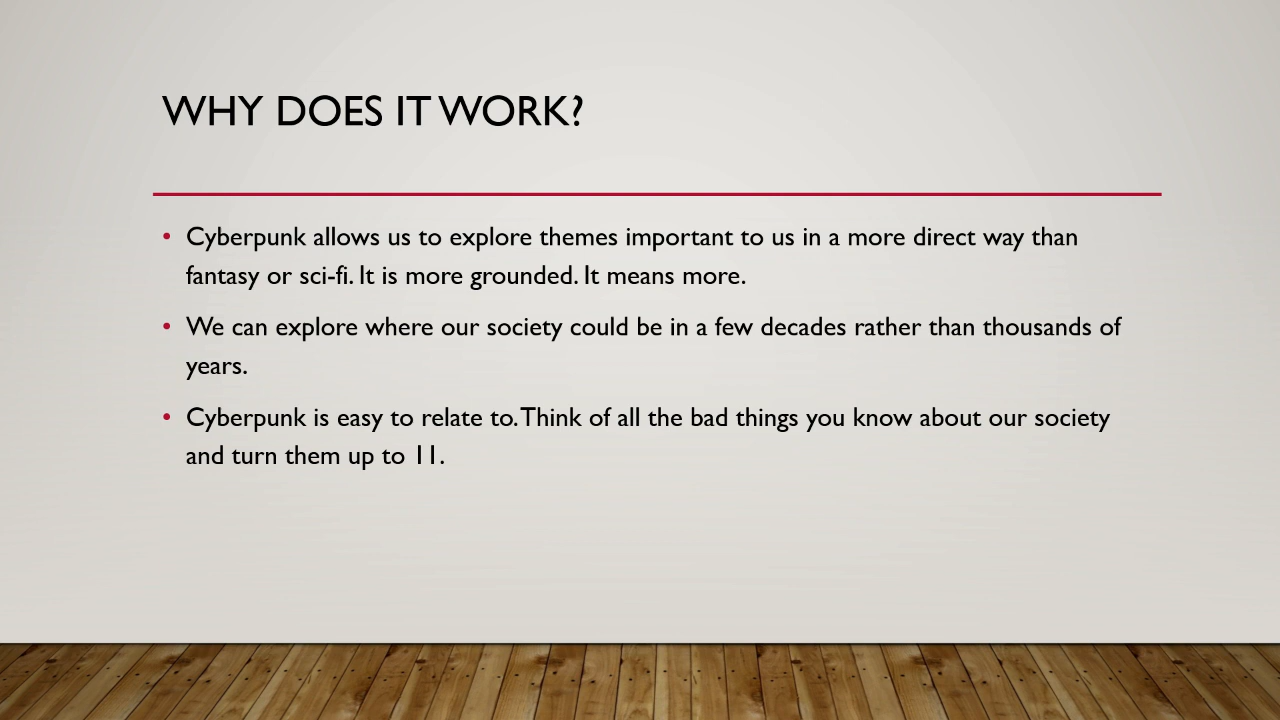 WHY DOES IT WORK?
• Cyberpunk allows us to explore themes important to us in a more direct way than
fantasy or sci-fi. It is more grounded. It means more.
• We can explore where our society could be in a few decades rather than thousands of
years.
• Cyberpunk is easy to relate to. Think of all the bad things you know about our society
and turn them up to 11.